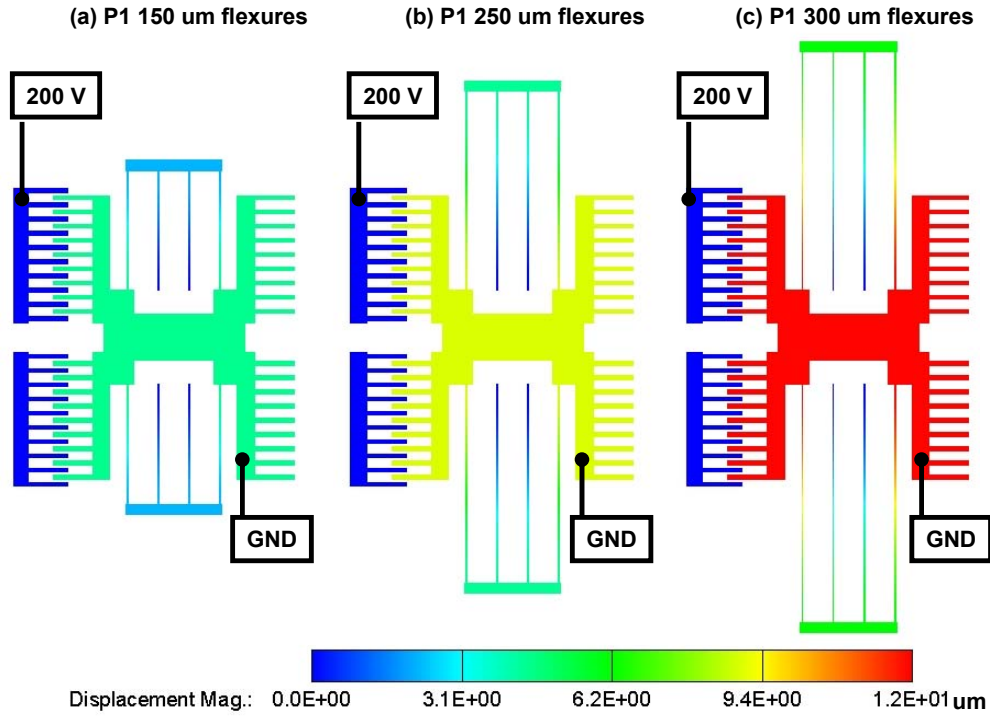 (a) P1 150 um flexures
(b) P1 250 um flexures
(c) P1 300 um flexures
200 V
200 V
200 V
GND
GND
GND
Displacement Mag.: 0.0E+00 3.1E+00 6.2E+00 9.4E+00 1.2E+01 um